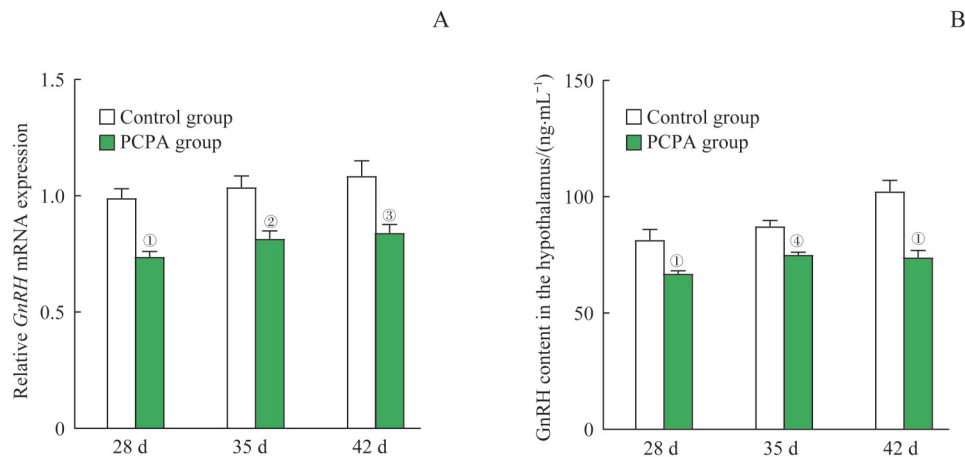 A
Relative GnRH mRNA expression
1.5
1.0
0.5
0
Control group
PCPA group
①
②
③
28 d
35 d
42 d
B
GnRH content in the hypothalamus/(ng·mL⁻¹)
150
100
50
0
Control group
PCPA group
①
④
①
28 d
35 d
42 d